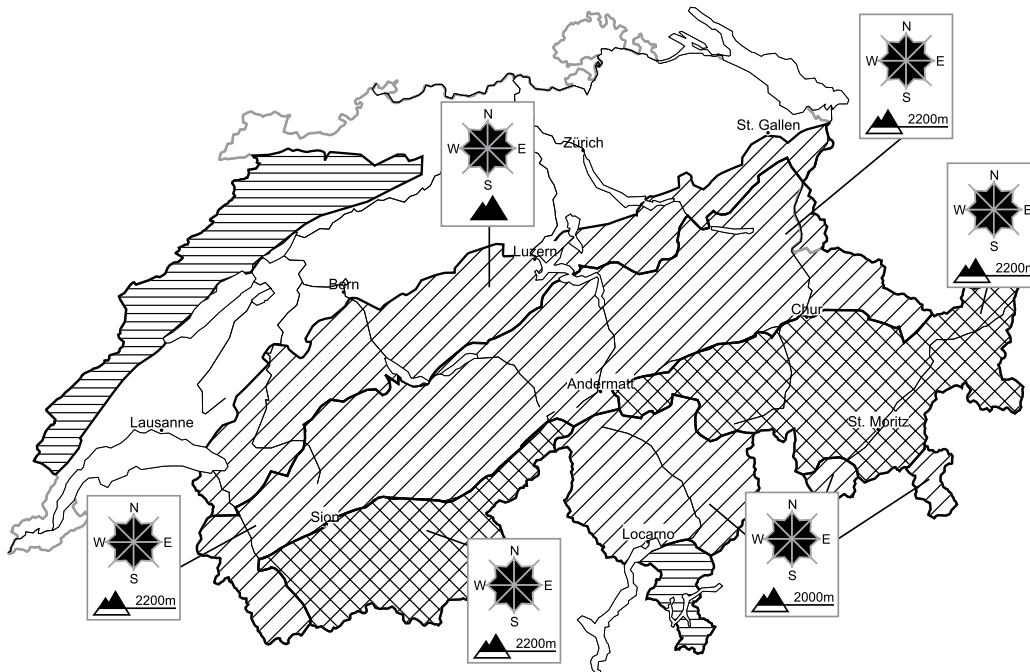 N
W E
S
2200m
St. Gallen
N
W E
S
Zürich
N
W E
S
2200m
Luzern
Bern
Chur
Andermatt
Lausanne
St. Moritz
N
W E
S
2200m
Sion
N
W E
S
2000m
Locarno
N
W E
S
2200m